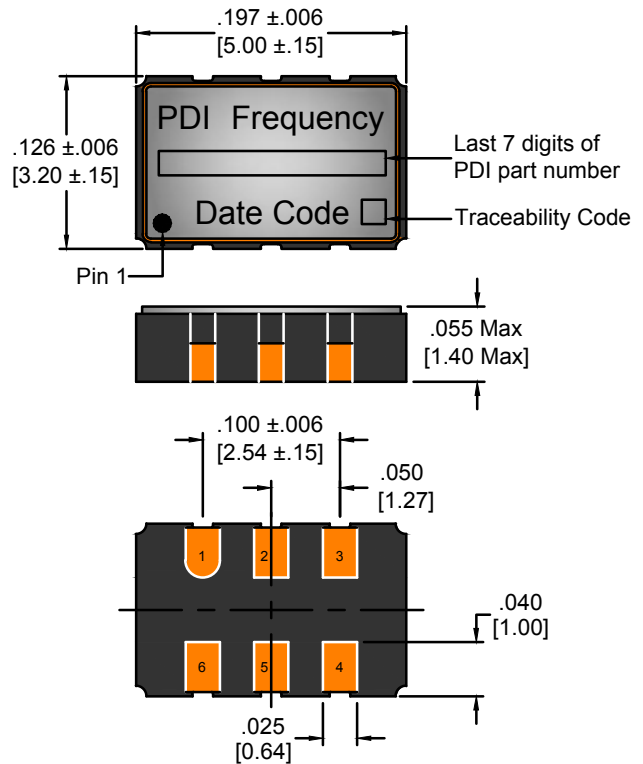 .197 ±.006
[5.00 ±.15]
.126 ±.006
[3.20 ±.15]
PDI Frequency
Last 7 digits of
PDI part number
Date Code
Traceability Code
Pin 1
.055 Max
[1.40 Max]
.100 ±.006
[2.54 ±.15]
.050
[1.27]
1 2 3
.040
[1.00]
6 5 4
.025
[0.64]